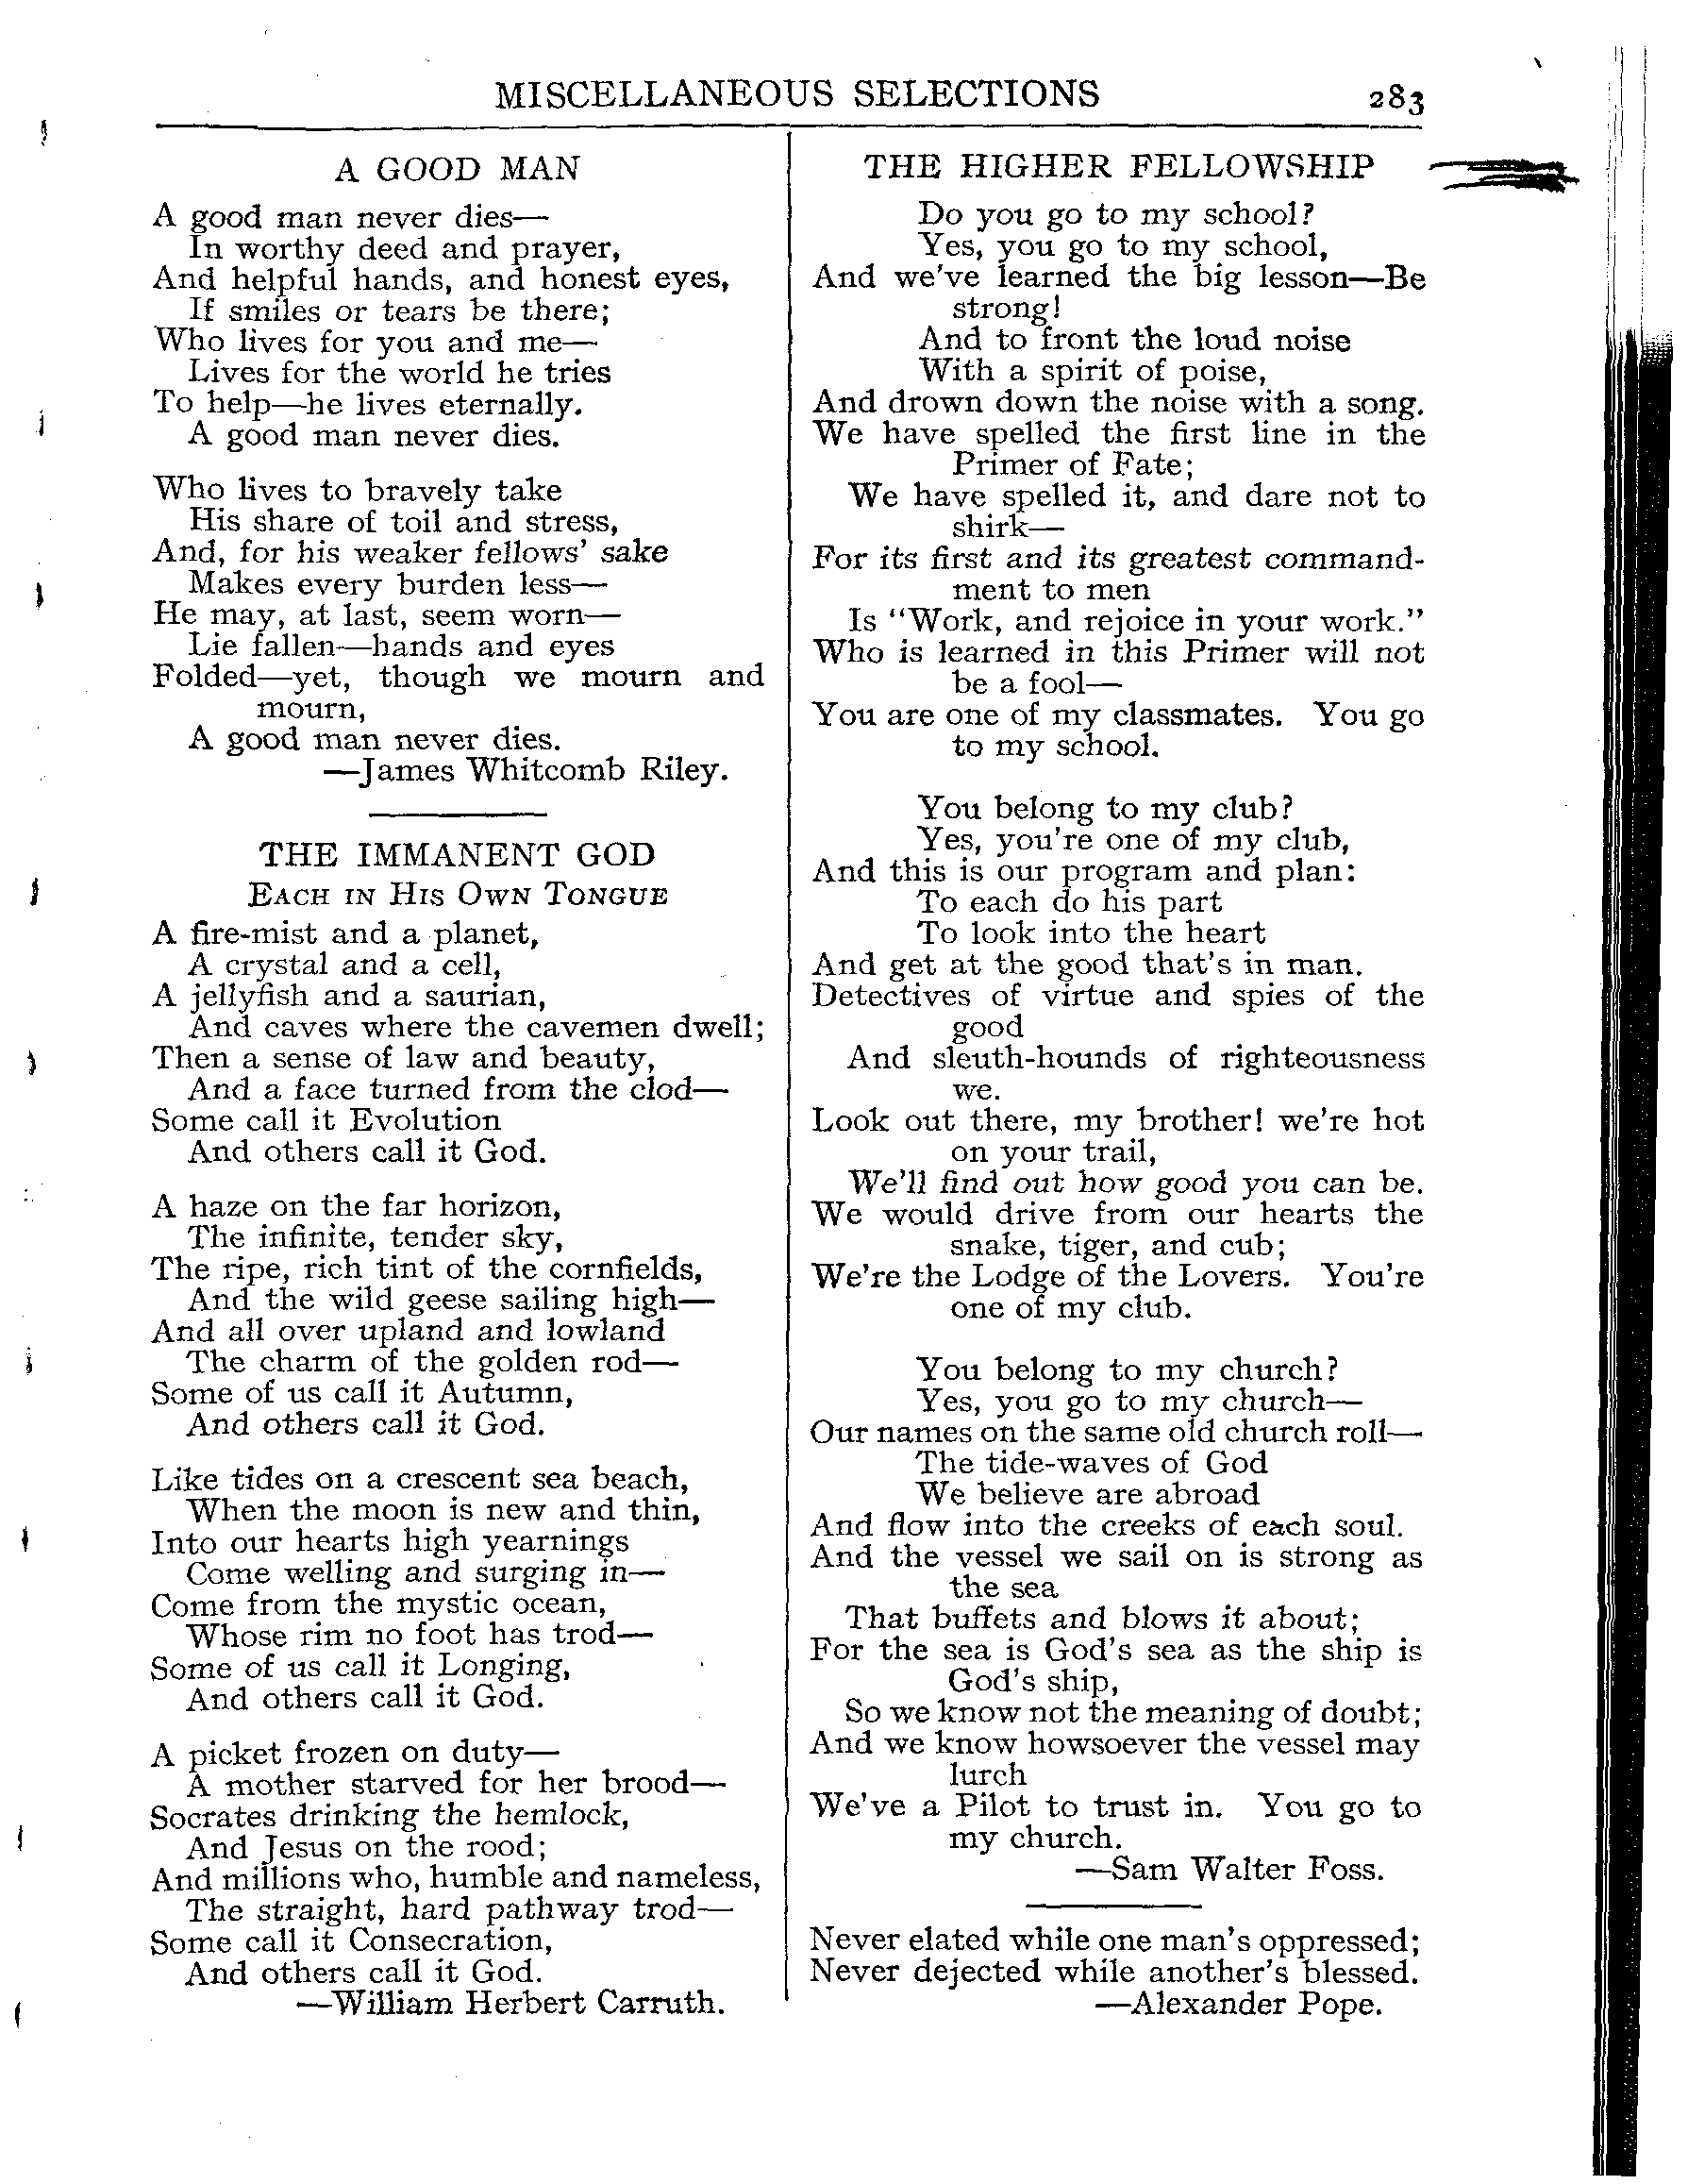 MISCELLANEOUS SELECTIONS 283
A GOOD MAN
A good man never dies—
In worthy deed and prayer,
And helpful hands, and honest eyes,
If smiles or tears be there;
Who lives for you and me—
Lives for the world he tries
To help—he lives eternally.
A good man never dies.
Who lives to bravely take
His share of toil and stress,
And, for his weaker fellows' sake
Makes every burden less—
He may, at last, seem worn—
Lie fallen—hands and eyes
Folded—yet, though we mourn and
mourn,
A good man never dies.
—James Whitcomb Riley.
THE IMMANENT GOD
EACH IN HIS OWN TONGUE
A fire-mist and a planet,
A crystal and a cell,
A jellyfish and a saurian,
And caves where the cavemen dwell;
Then a sense of law and beauty,
And a face turned from the clod—
Some call it Evolution
And others call it God.
A haze on the far horizon,
The infinite, tender sky,
The ripe, rich tint of the cornfields,
And the wild geese sailing high—
And all over upland and lowland
The charm of the golden rod—
Some of us call it Autumn,
And others call it God.
Like tides on a crescent sea beach,
When the moon is new and thin,
Into our hearts high yearnings
Come welling and surging in—
Come from the mystic ocean,
Whose rim no foot has trod—
Some of us call it Longing,
And others call it God.
A picket frozen on duty—
A mother starved for her brood—
Socrates drinking the hemlock,
And Jesus on the rood;
And millions who, humble and nameless,
The straight, hard pathway trod—
Some call it Consecration,
And others call it God.
—William Herbert Carruth.
THE HIGHER FELLOWSHIP
Do you go to my school?
Yes, you go to my school,
And we've learned the big lesson—Be
strong!
And to front the loud noise
With a spirit of poise,
And drown down the noise with a song.
We have spelled the first line in the
Primer of Fate;
We have spelled it, and dare not to
shirk—
For its first and its greatest command-
ment to men
Is "Work, and rejoice in your work."
Who is learned in this Primer will not
be a fool—
You are one of my classmates. You go
to my school.
You belong to my club?
Yes, you're one of my club,
And this is our program and plan:
To each do his part
To look into the heart
And get at the good that's in man.
Detectives of virtue and spies of the
good
And sleuth-hounds of righteousness
we.
Look out there, my brother! we're hot
on your trail,
We'll find out how good you can be.
We would drive from our hearts the
snake, tiger, and cub;
We're the Lodge of the Lovers. You're
one of my club.
You belong to my church?
Yes, you go to my church—
Our names on the same old church roll—
The tide-waves of God
We believe are abroad
And flow into the creeks of each soul.
And the vessel we sail on is strong as
the sea
That buffets and blows it about;
For the sea is God's sea as the ship is
God's ship,
So we know not the meaning of doubt;
And we know howsoever the vessel may
lurch
We've a Pilot to trust in. You go to
my church.
—Sam Walter Foss.
Never elated while one man's oppressed;
Never dejected while another's blessed.
—Alexander Pope.